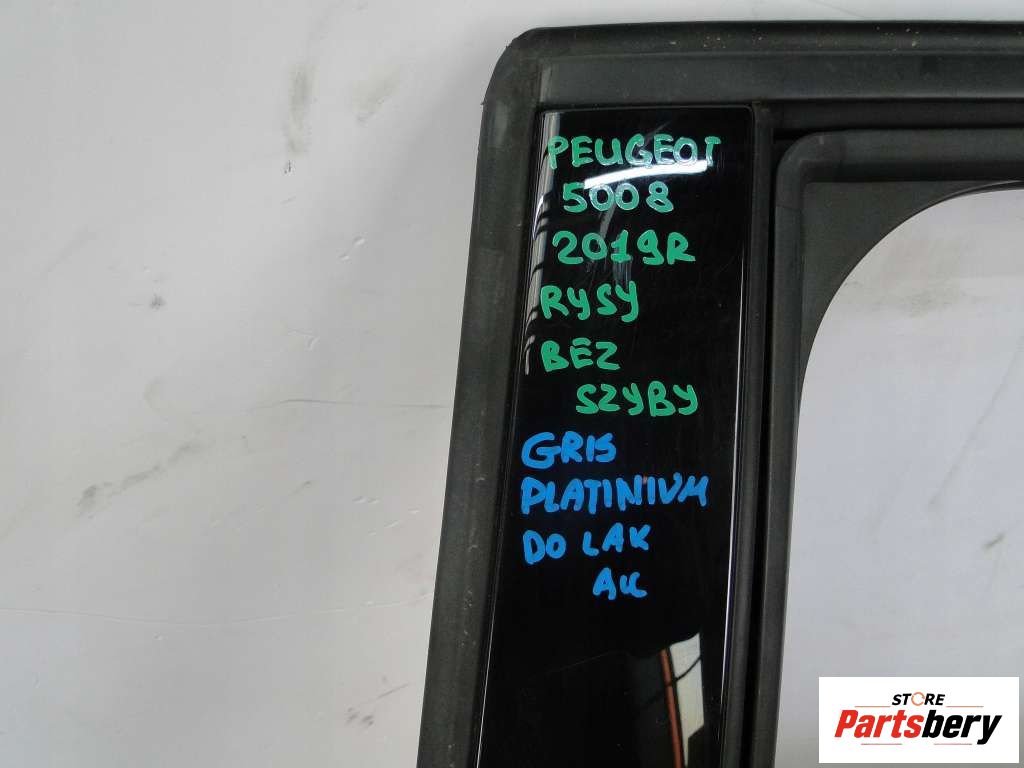 PEUGEOT
5008
2019R
RYSY
BEZ
SZYBY
GRIS
PLATINIUM
DO LAK
AK
STORE
Partsbery